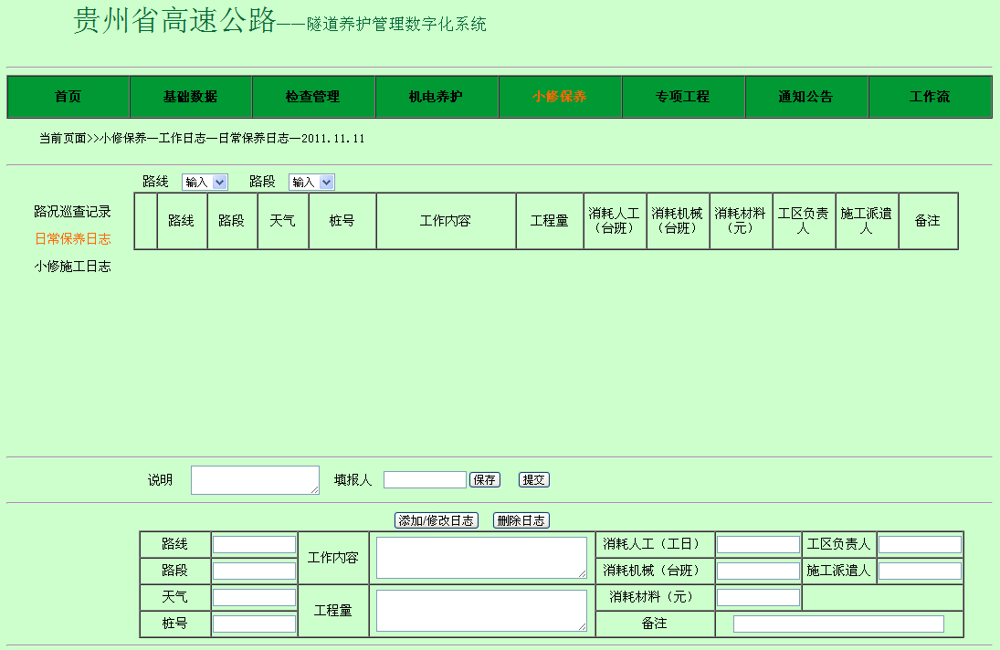 贵州省高速公路——隧道养护管理数字化系统
首页 基础数据 检查管理 机电养护 小修保养 专项工程 通知公告 工作流
当前页面>>小修保养—工作日志—日常保养日志—2011.11.11
路线 输入 路段 输入
路况巡查记录
日常保养日志
小修施工日志
路线 路段 天气 桩号 工作内容 工程量 消耗人工（台班） 消耗机械（台班） 消耗材料（元） 工区负责人 施工派遣人 备注
说明 填报人 保存 提交
添加/修改日志 删除日志
路线 工作内容 消耗人工（工日） 工区负责人
路段 消耗机械（台班） 施工派遣人
天气 工程量 消耗材料（元）
桩号 备注